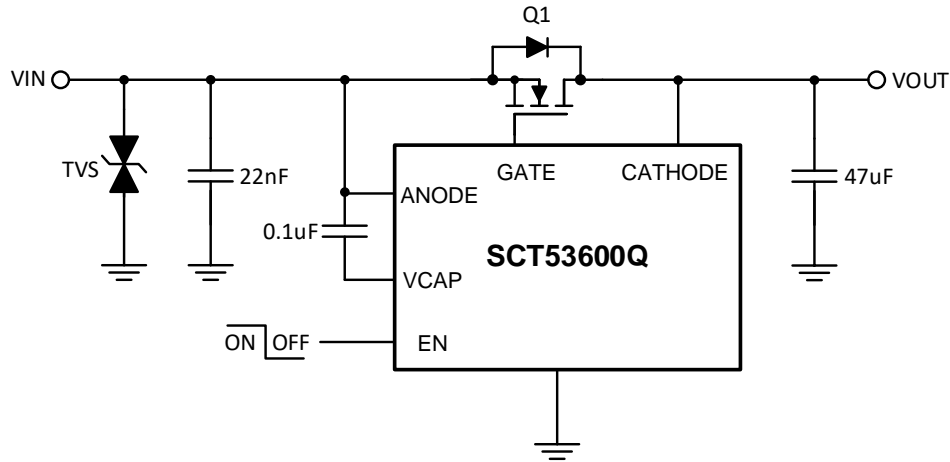 Q1
VIN
VOUT
TVS
22nF
GATE
CATHODE
47uF
ANODE
0.1uF
SCT53600Q
VCAP
ON OFF
EN